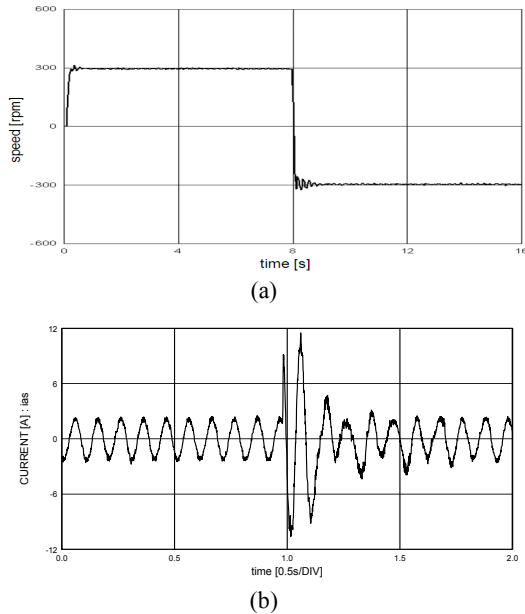 600
300
0
-300
-600
speed [rpm]
0 4 8 12 16
time [s]
(a)
12
6
0
-6
-12
CURRENT [A] : ias
0.0 0.5 1.0 1.5 2.0
time [0.5s/DIV]
(b)